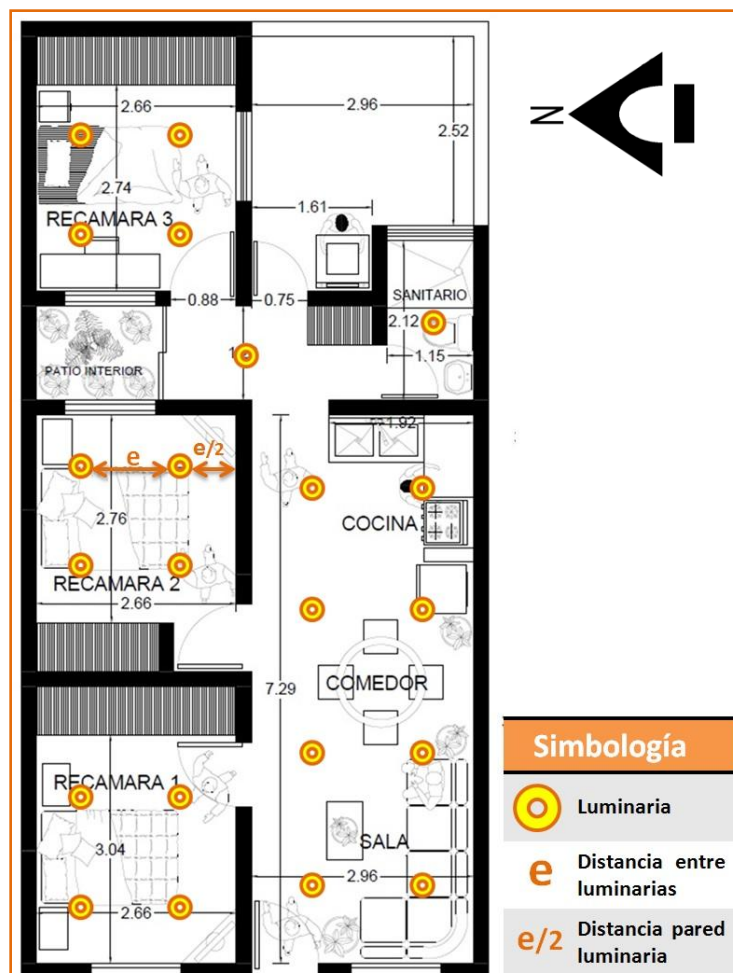 2.66
2.96
2.52
N
2.74
RECAMARA 3
1.61
SANITARIO
0.88
0.75
2.12
1.15
PATIO INTERIOR
1.92
e
e/2
2.76
COCINA
RECAMARA 2
2.66
7.29
COMEDOR
RECAMARA 1
SALA
3.04
2.96
2.66
Simbología
Luminaria
e
Distancia entre
luminarias
e/2
Distancia pared
luminaria